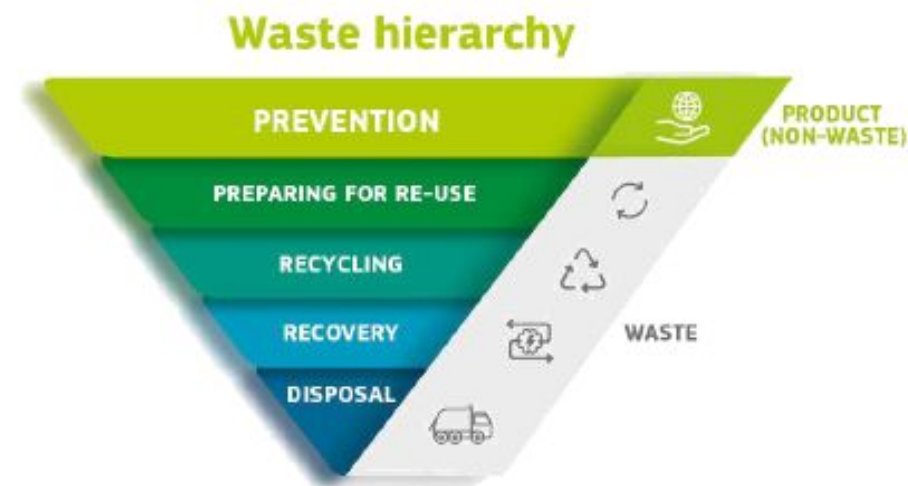 Waste hierarchy
PREVENTION
PRODUCT
(NON-WASTE)
PREPARING FOR RE-USE
RECYCLING
RECOVERY
WASTE
DISPOSAL